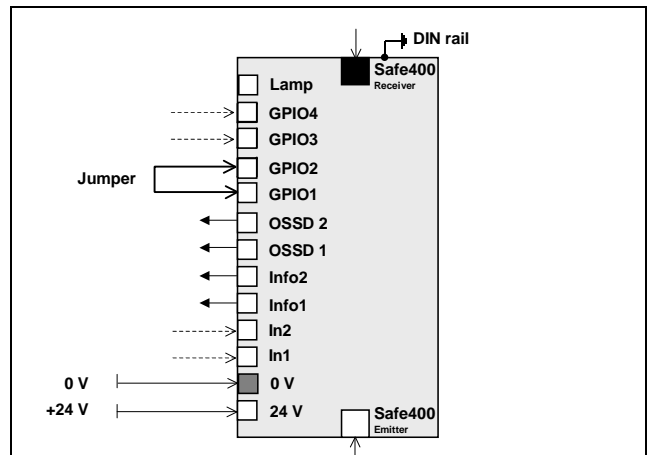 DIN rail
Safe400
Receiver
Lamp
GPIO4
GPIO3
GPIO2
Jumper
GPIO1
OSSD 2
OSSD 1
Info2
Info1
In2
In1
0 V
0 V
+24 V
24 V
Safe400
Emitter